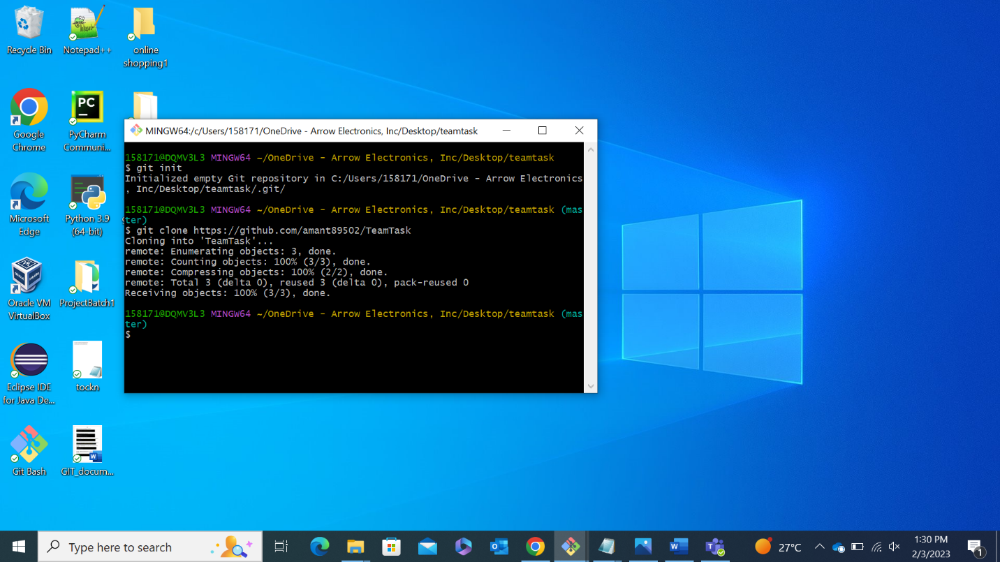 Recycle Bin
Notepad++
online
shopping1
Google
Chrome
PC
PyCharm
Communi...
Microsoft
Edge
Python 3.9
(64-bit)
Oracle VM
VirtualBox
ProjectBatch1
Eclipse IDE
for Java De...
tockn
Git Bash
GIT_docum...
MINGW64:/c/Users/158171/OneDrive - Arrow Electronics, Inc/Desktop/teamtask
158171@DQMV3L3 MINGW64 ~/OneDrive - Arrow Electronics, Inc/Desktop/teamtask
$ git init
Initialized empty Git repository in C:/Users/158171/OneDrive - Arrow Electronics
, Inc/Desktop/teamtask/.git/
158171@DQMV3L3 MINGW64 ~/OneDrive - Arrow Electronics, Inc/Desktop/teamtask (mas
ter)
$ git clone https://github.com/amant89502/TeamTask
Cloning into 'TeamTask'...
remote: Enumerating objects: 3, done.
remote: Counting objects: 100% (3/3), done.
remote: Compressing objects: 100% (2/2), done.
remote: Total 3 (delta 0), reused 3 (delta 0), pack-reused 0
Receiving objects: 100% (3/3), done.
158171@DQMV3L3 MINGW64 ~/OneDrive - Arrow Electronics, Inc/Desktop/teamtask (mas
ter)
$
Type here to search
27°C
1:30 PM
2/3/2023
1